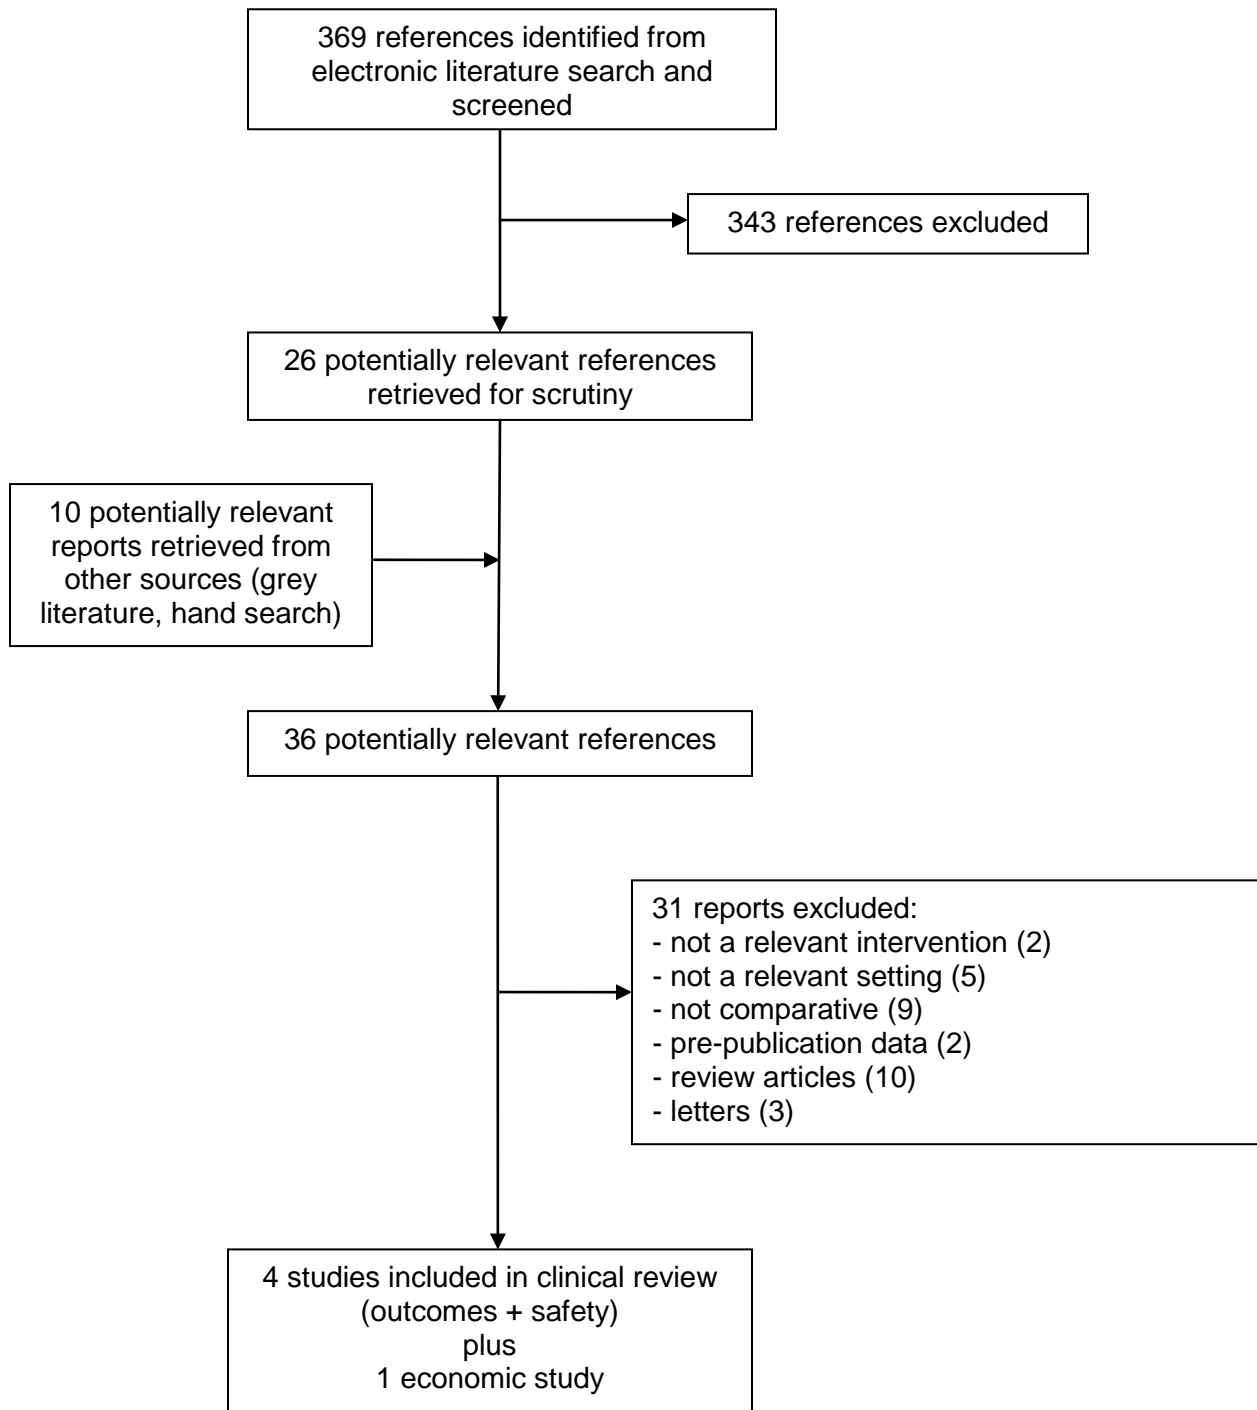 369 references identified from
electronic literature search and
screened
343 references excluded
26 potentially relevant references
retrieved for scrutiny
10 potentially relevant
reports retrieved from
other sources (grey
literature, hand search)
36 potentially relevant references
31 reports excluded:
- not a relevant intervention (2)
- not a relevant setting (5)
- not comparative (9)
- pre-publication data (2)
- review articles (10)
- letters (3)
4 studies included in clinical review
(outcomes + safety)
plus
1 economic study